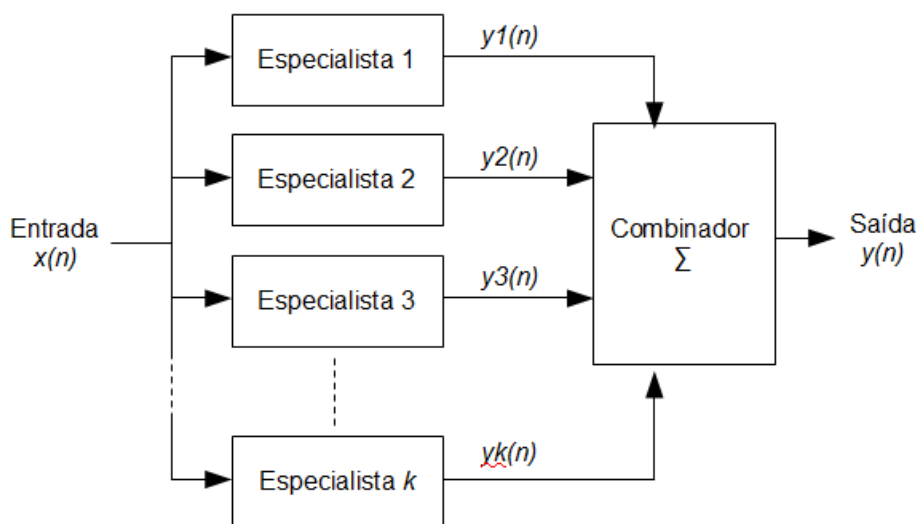 Entrada
x(n)
Especialista 1
y1(n)
Especialista 2
y2(n)
Especialista 3
y3(n)
Especialista k
yk(n)
Combinador
Σ
Saída
y(n)